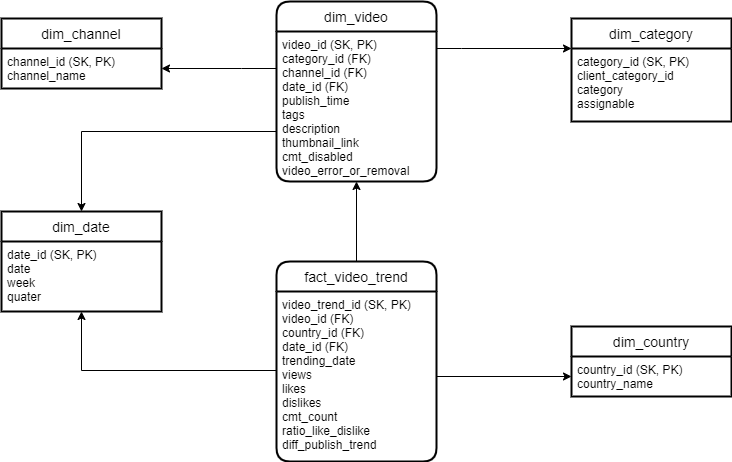 dim_channel
channel_id (SK, PK)
channel_name
dim_video
video_id (SK, PK)
category_id (FK)
channel_id (FK)
date_id (FK)
publish_time
tags
description
thumbnail_link
cmt_disabled
video_error_or_removal
dim_category
category_id (SK, PK)
client_category_id
category
assignable
dim_date
date_id (SK, PK)
date
week
quater
fact_video_trend
video_trend_id (SK, PK)
video_id (FK)
country_id (FK)
date_id (FK)
trending_date
views
likes
dislikes
cmt_count
ratio_like_dislike
diff_publish_trend
dim_country
country_id (SK, PK)
country_name